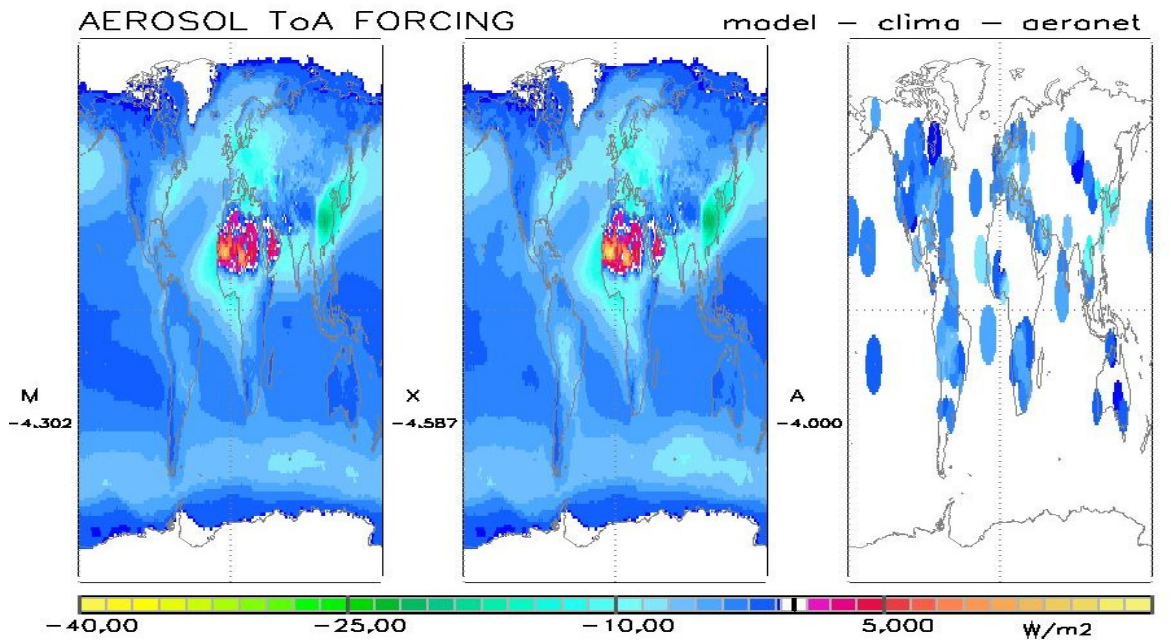 AEROSOL ToA FORCING
model – clima – aeranet
M
-4.302
X
-4.587
A
-4.000
-40,00 -25,00 -10,00 5,000 W/m2